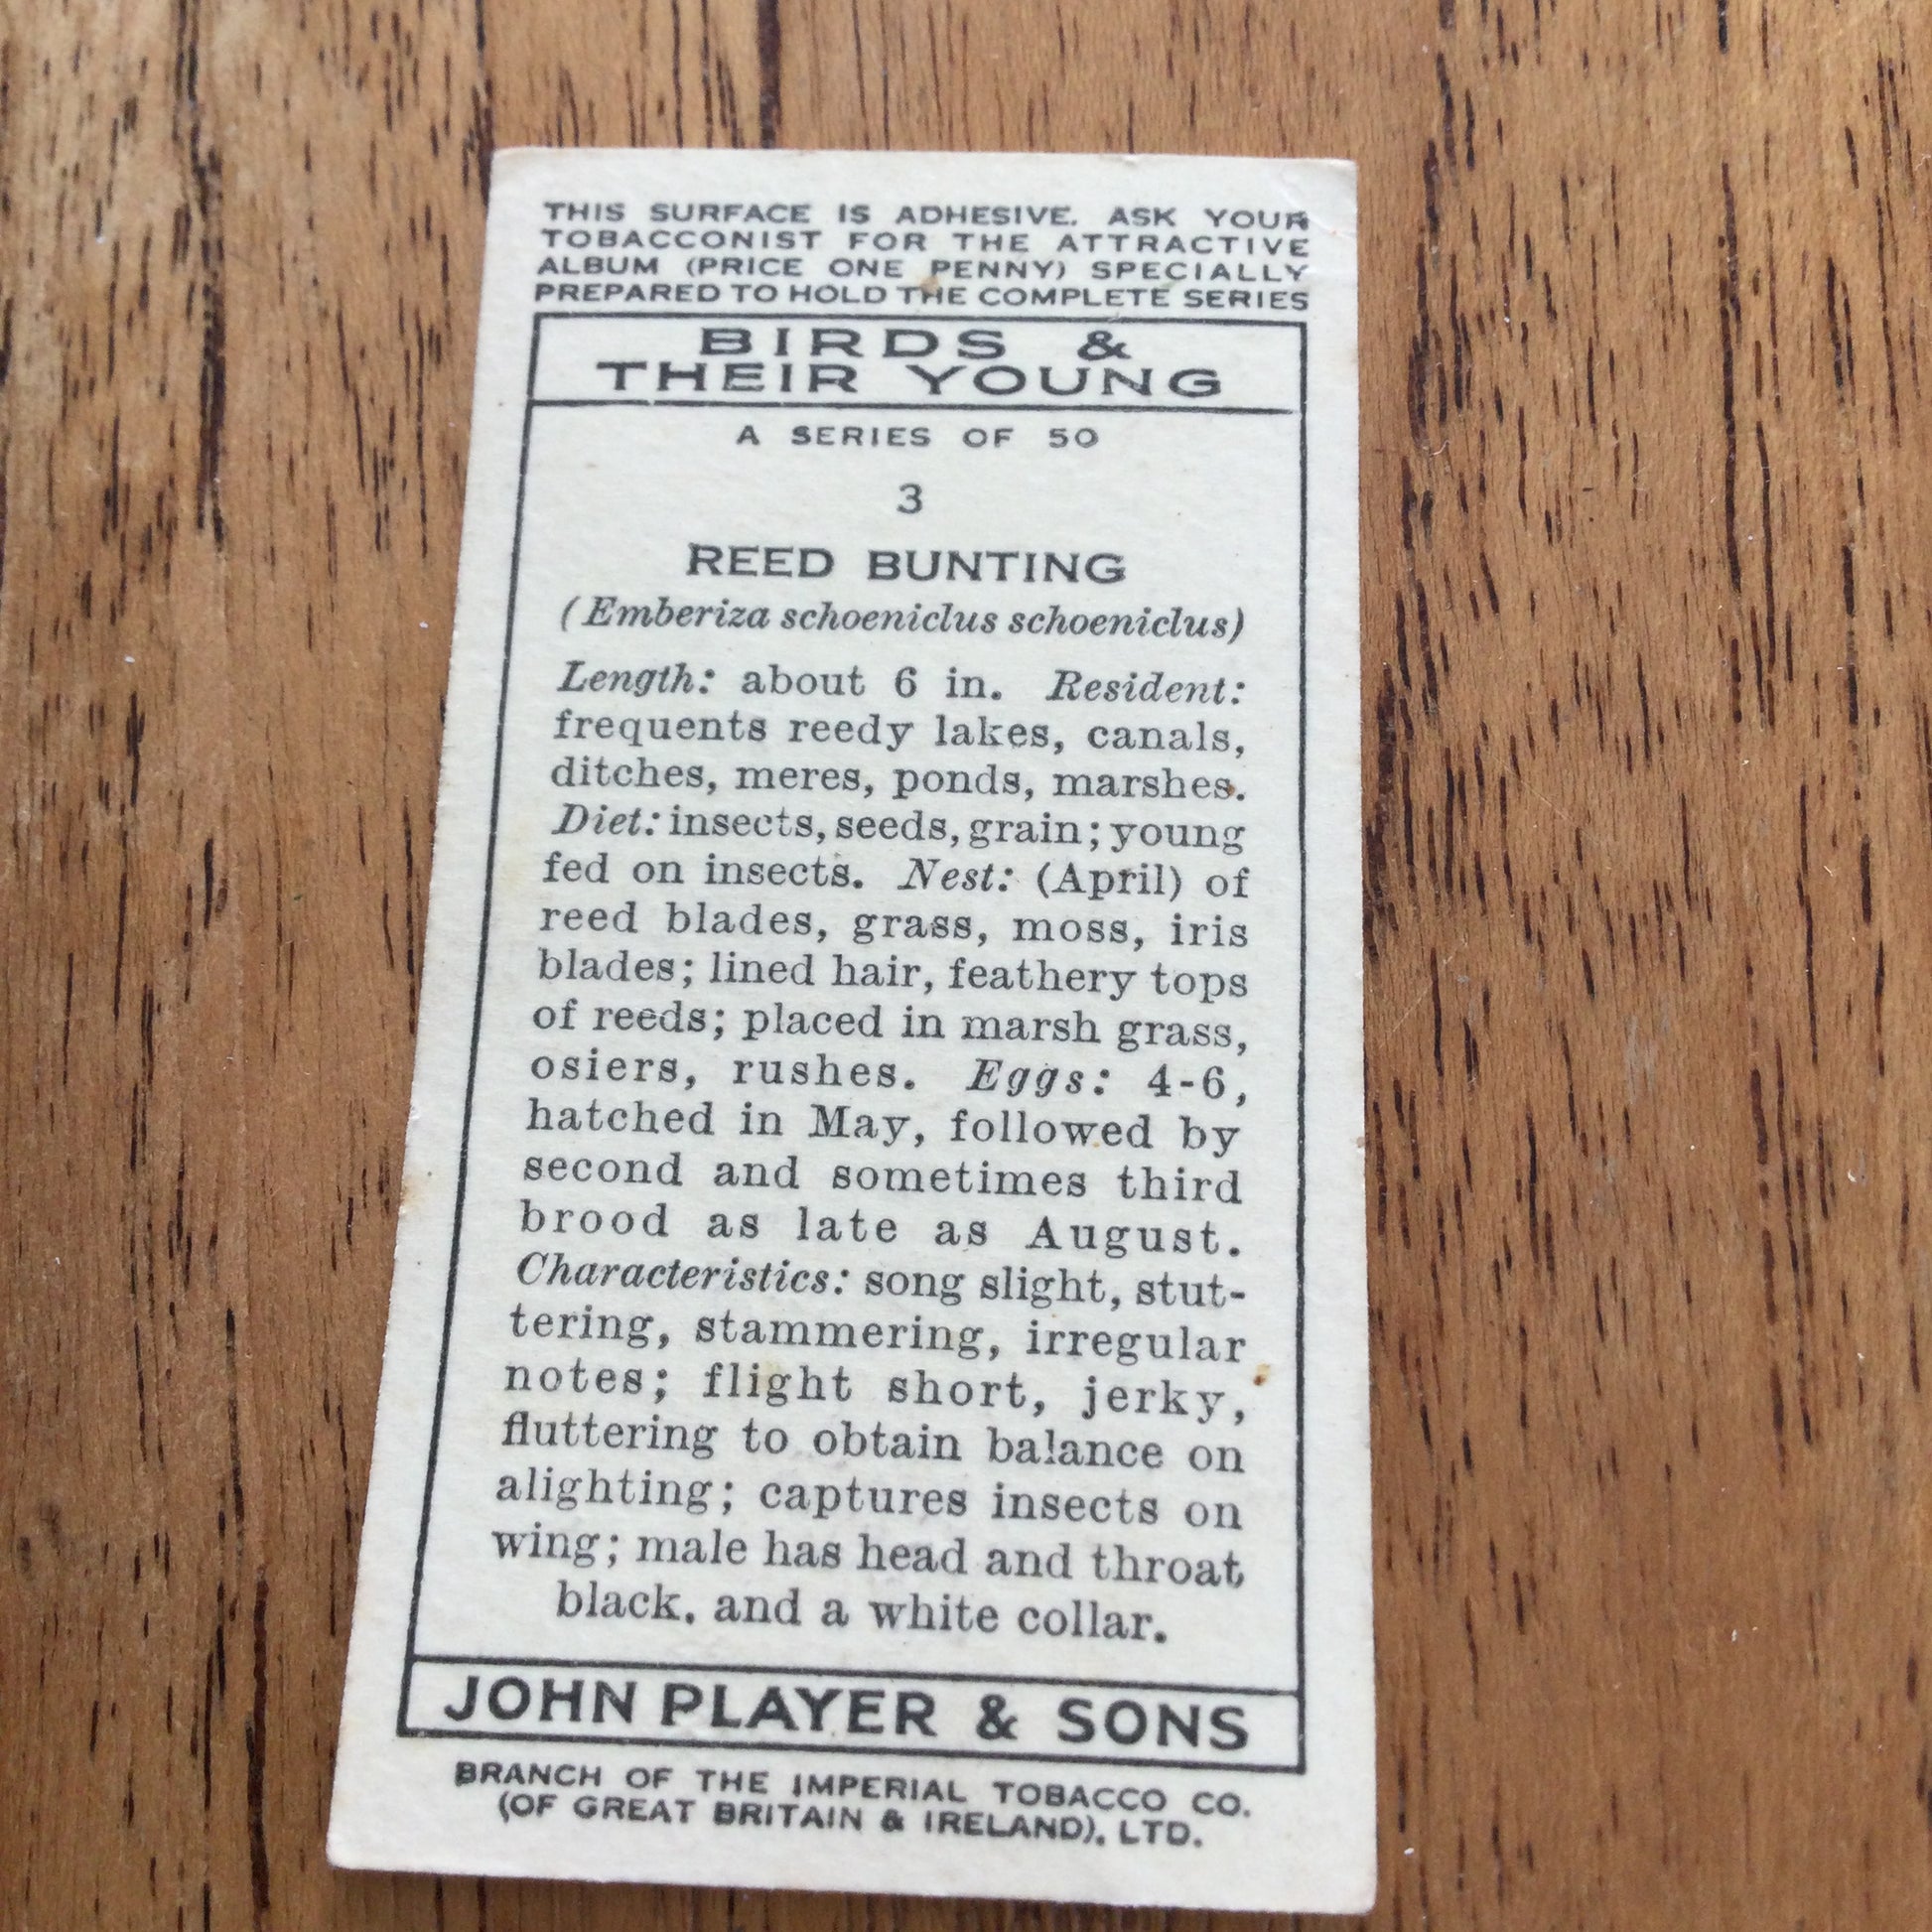 THIS SURFACE IS ADHESIVE. ASK YOUR
TOBACCONIST FOR THE ATTRACTIVE
ALBUM (PRICE ONE PENNY) SPECIALLY
PREPARED TO HOLD THE COMPLETE SERIES
BIRDS &
THEIR YOUNG
A SERIES OF 50
3
REED BUNTING
(Emberiza schoeniclus schoeniclus)
Length: about 6 in. Resident:
frequents reedy lakes, canals,
ditches, meres, ponds, marshes.
Diet: insects, seeds, grain; young
fed on insects. Nest: (April) of
reed blades, grass, moss, iris
blades; lined hair, feathery tops
of reeds; placed in marsh grass,
osiers, rushes. Eggs: 4-6,
hatched in May, followed by
second and sometimes third
brood as late as August.
Characteristics: song slight, stut-
tering, stammering, irregular
notes; flight short, jerky,
fluttering to obtain balance on
alighting; captures insects on
wing; male has head and throat
black, and a white collar.
JOHN PLAYER & SONS
BRANCH OF THE IMPERIAL TOBACCO CO.
(OF GREAT BRITAIN & IRELAND), LTD.